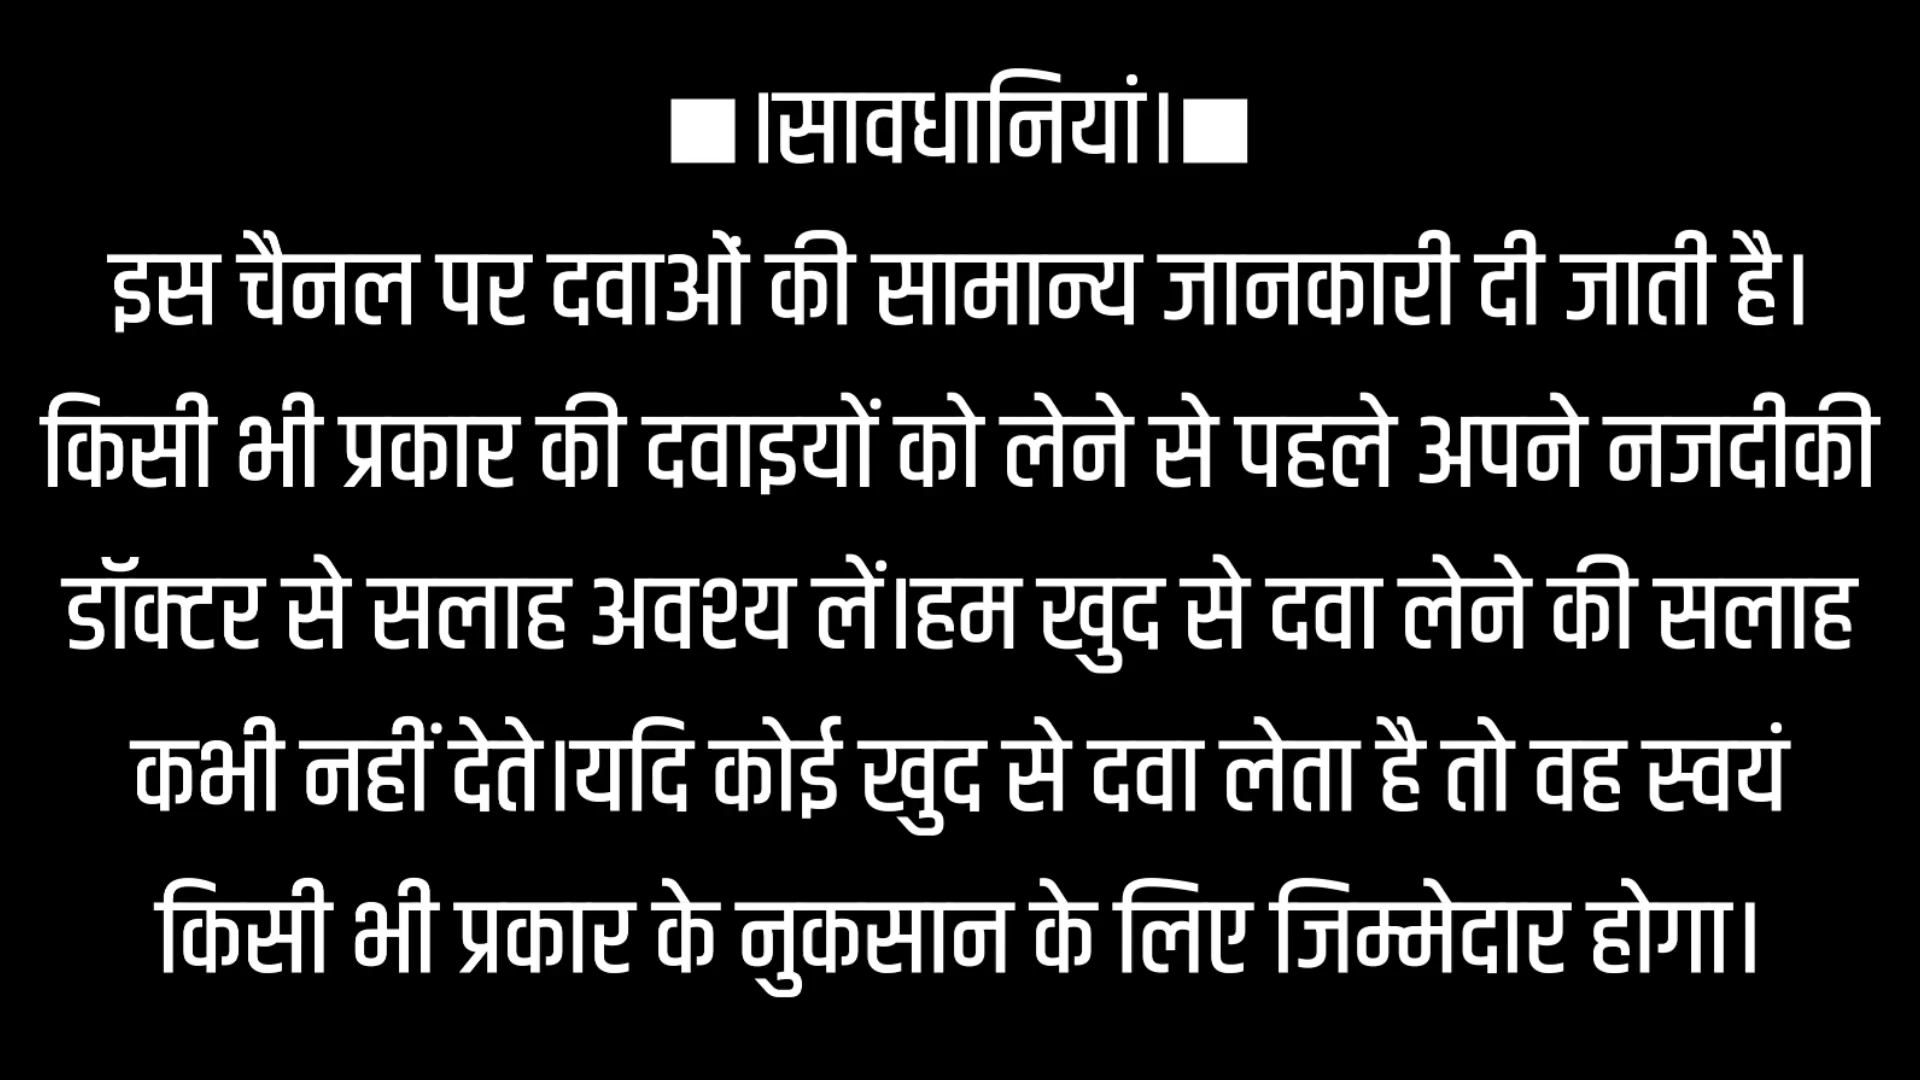 ■।सावधानियां।■
इस चैनल पर दवाओं की सामान्य जानकारी दी जाती है।
किसी भी प्रकार की दवाइयों को लेने से पहले अपने नजदीकी
डॉक्टर से सलाह अवश्य लें।हम खुद से दवा लेने की सलाह
कभी नहीं देते।यदि कोई खुद से दवा लेता है तो वह स्वयं
किसी भी प्रकार के नुकसान के लिए जिम्मेदार होगा।